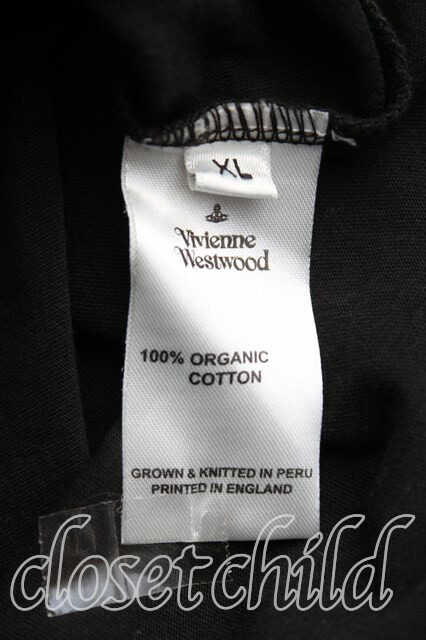 XL
Vivienne
Westwood
100% ORGANIC
COTTON
GROWN & KNITTED IN PERU
PRINTED IN ENGLAND
closetchild